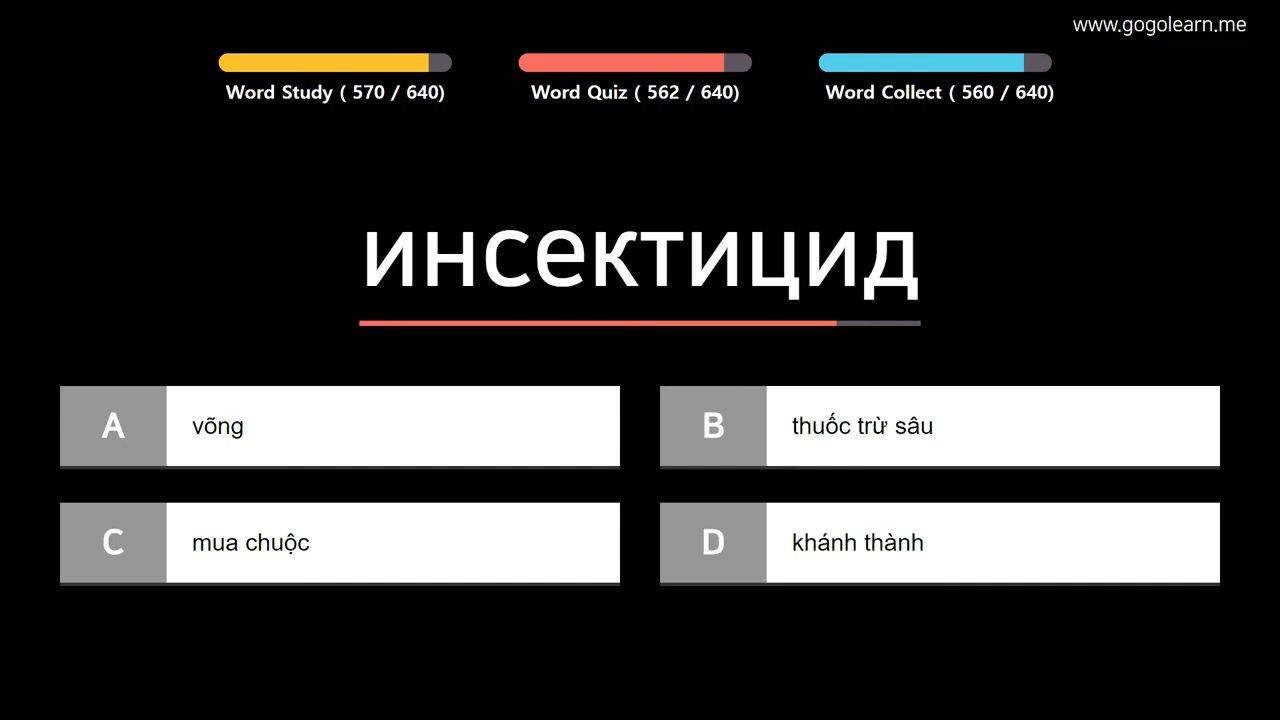 www.gogolearn.me
Word Study ( 570 / 640)
Word Quiz ( 562 / 640)
Word Collect ( 560 / 640)
инсектицид
A võng
B thuốc trừ sâu
C mua chuộc
D khánh thành